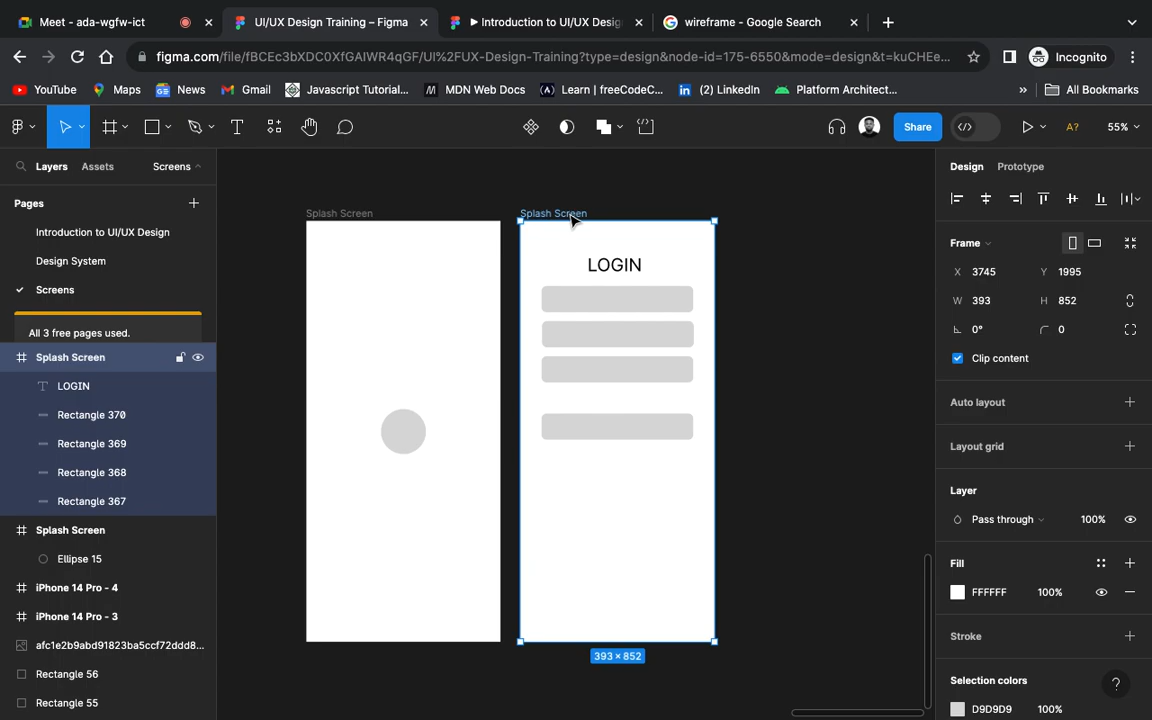 Meet - ada-wgfw-ict
UI/UX Design Training – Figma
Introduction to UI/UX Desig
wireframe - Google Search
figma.com/file/fBCEc3bXDC0XfGAIWR4qGF/UI%2FUX-Design-Training?type=design&node-id=175-6550&mode=design&t=kuCHEe...
Incognito
YouTube
Maps
News
Gmail
Javascript Tutorial...
MDN Web Docs
Learn | freeCodeC...
(2) LinkedIn
Platform Architect...
»
All Bookmarks
Share
A?
55%
Layers
Assets
Screens
Pages
Introduction to UI/UX Design
Design System
Screens
All 3 free pages used.
Splash Screen
LOGIN
Rectangle 370
Rectangle 369
Rectangle 368
Rectangle 367
Splash Screen
Ellipse 15
iPhone 14 Pro - 4
iPhone 14 Pro - 3
afc1e2b9abd91823ba5ccf72ddd8...
Rectangle 56
Rectangle 55
Splash Screen
Splash Screen
LOGIN
393 × 852
Design
Prototype
Frame
X 3745
Y 1995
W 393
H 852
0°
0
Clip content
Auto layout
Layout grid
Layer
Pass through
100%
Fill
FFFFFF
100%
Stroke
Selection colors
D9D9D9
100%
?